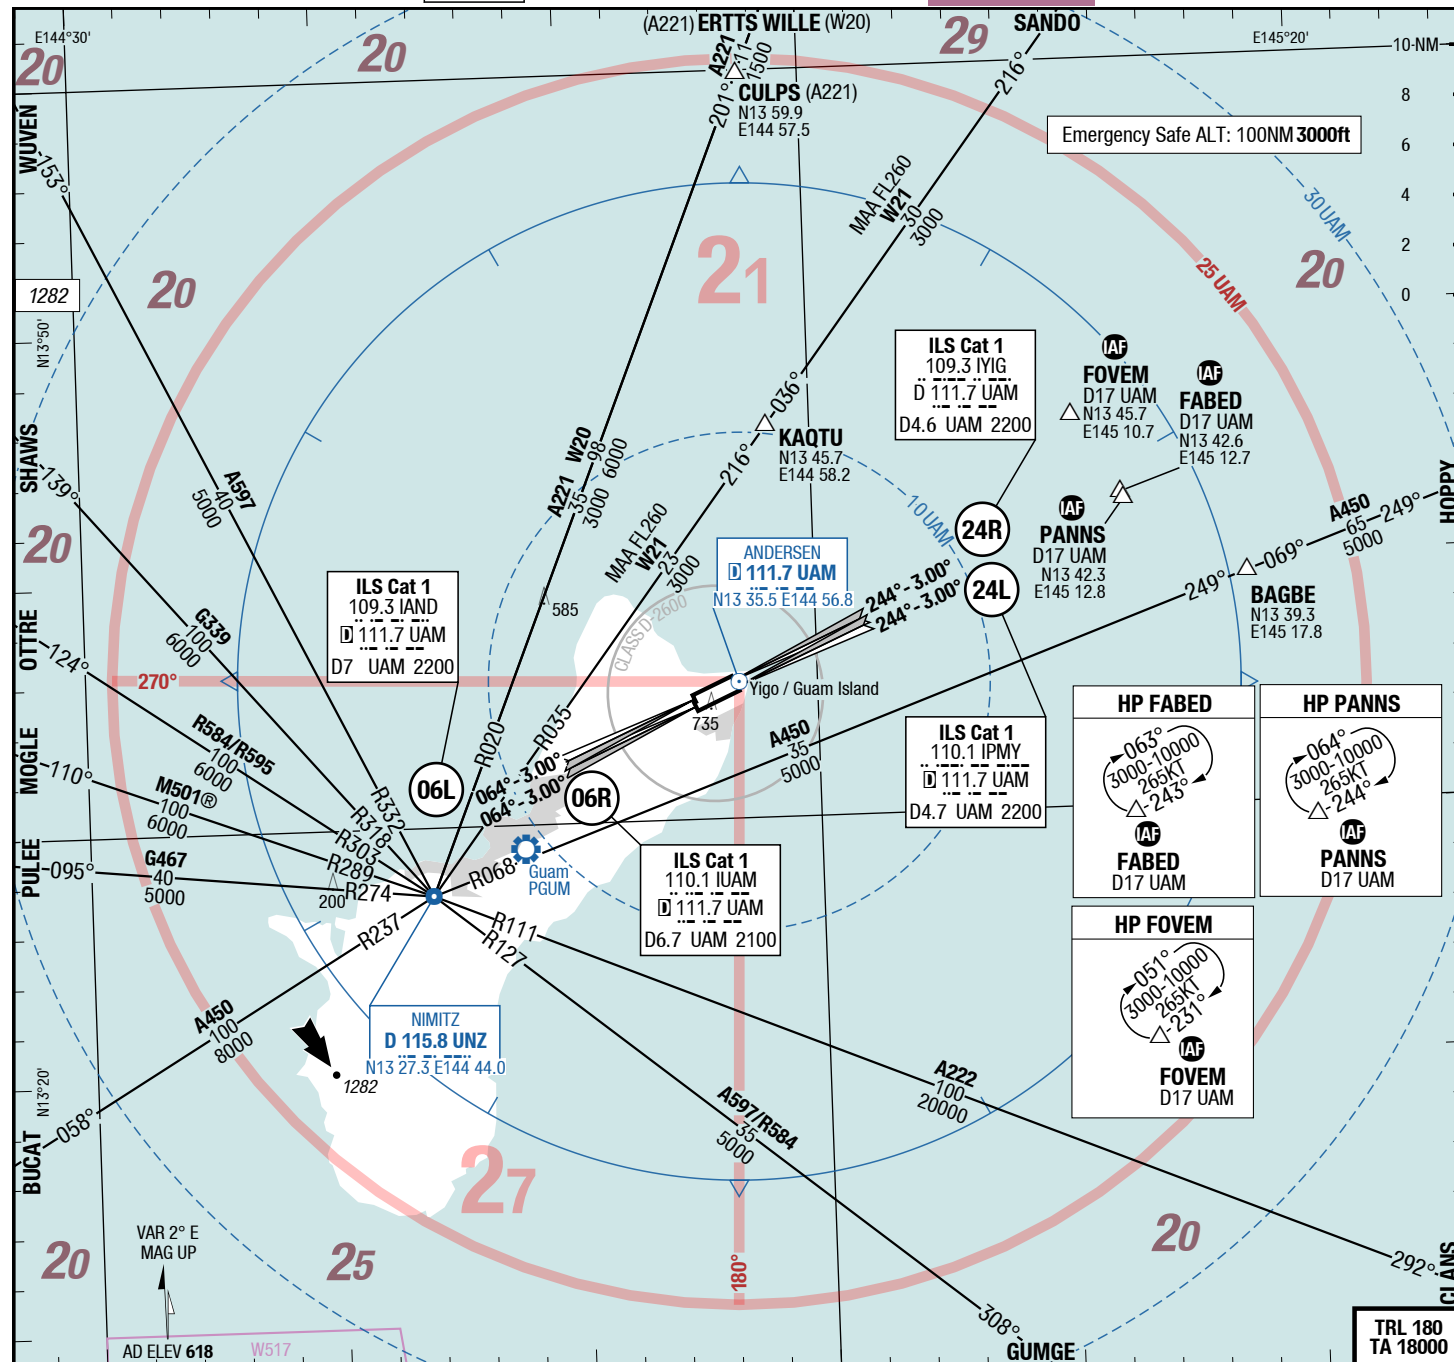 (A221) ERTTS WILLE (W20)
SANDO
E144°30'
E145°20'
20
20
29
10-NM
8
6
4
2
0
A221
11
1500
201°
216°
CULPS (A221)
N13 59.9
E144 57.5
Emergency Safe ALT: 100NM 3000ft
WUVEN
153°
MAA FL260
W21
30
3000
30 UAM
25 UAM
20
21
20
1282
N13°50'
ILS Cat 1
109.3 IYIG
D 111.7 UAM
D4.6 UAM 2200
IAF
FOVEM
D17 UAM
N13 45.7
E145 10.7
IAF
FABED
D17 UAM
N13 42.6
E145 12.7
036°
KAQTU
N13 45.7
E144 58.2
216°
SHAWS
139°
A597
40
5000
A221 W20
35 98
3000 6000
MAA FL260
W21
23
3000
10 UAM
24R
IAF
PANNS
D17 UAM
N13 42.3
E145 12.8
HOPPY
A450
65
5000
249°
069°
249°
BAGBE
N13 39.3
E145 17.8
20
ANDERSEN
D 111.7 UAM
N13 35.5 E144 56.8
244°- 3.00°
244°- 3.00°
24L
ILS Cat 1
109.3 IAND
D 111.7 UAM
D7 UAM 2200
585
CLASS D-2600
OTTRE
124°
G339
100
6000
270°
Yigo / Guam Island
735
HP FABED
063°
3000-10000
265KT
243°
IAF
FABED
D17 UAM
HP PANNS
064°
3000-10000
265KT
244°
IAF
PANNS
D17 UAM
R584/R595
100
6000
R020
R035
A450
35
5000
ILS Cat 1
110.1 IPMY
D 111.7 UAM
D4.7 UAM 2200
MOGLE
110°
M501®
100
6000
06L
064°- 3.00°
064°- 3.00°
06R
R332
R318
R303
R289
R274
PULEE
095°
G467
40
5000
200
R068
Guam
PGUM
ILS Cat 1
110.1 IUAM
D 111.7 UAM
D6.7 UAM 2100
R237
R111
R127
HP FOVEM
051°
3000-10000
265KT
231°
IAF
FOVEM
D17 UAM
A450
100
8000
NIMITZ
D 115.8 UNZ
N13 27.3 E144 44.0
1282
N13°20'
058°
BUCAT
A222
100
20000
A597/R584
35
5000
27
VAR 2° E
MAG UP
20
25
180°
20
292°
CLANS
308°
GUMGE
AD ELEV 618
W517
TRL 180
TA 18000